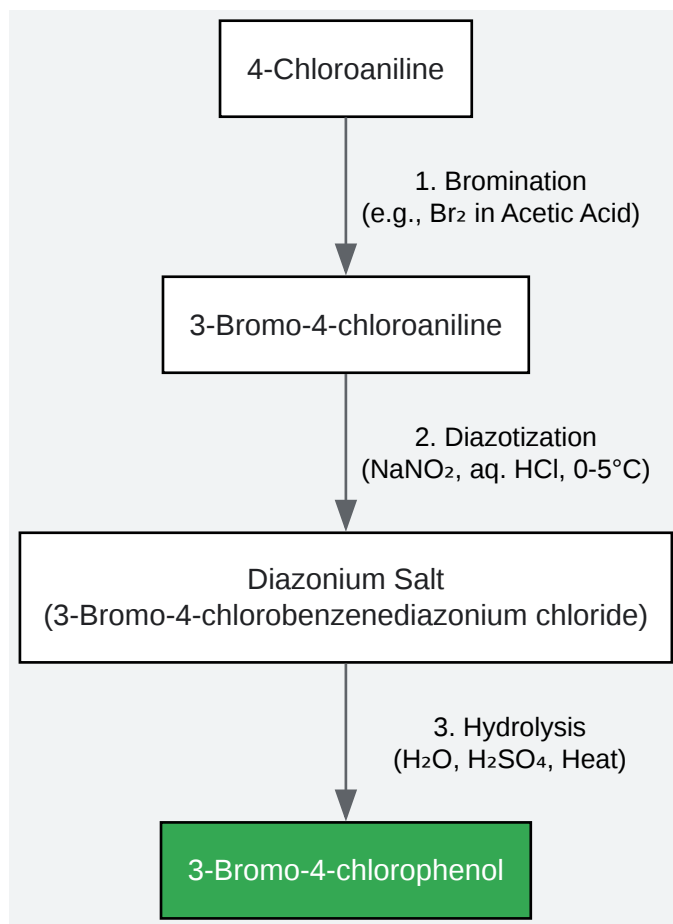 4-Chloroaniline
1. Bromination
(e.g., Br₂ in Acetic Acid)
3-Bromo-4-chloroaniline
2. Diazotization
(NaNO₂, aq. HCl, 0-5°C)
Diazonium Salt
(3-Bromo-4-chlorobenzenediazonium chloride)
3. Hydrolysis
(H₂O, H₂SO₄, Heat)
3-Bromo-4-chlorophenol